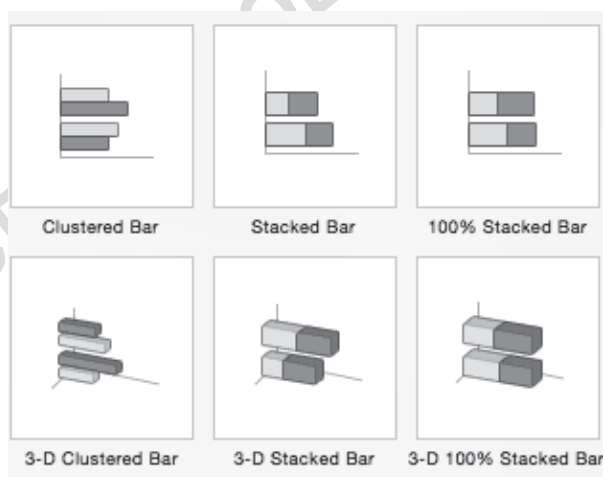 Clustered Bar
Stacked Bar
100% Stacked Bar
3-D Clustered Bar
3-D Stacked Bar
3-D 100% Stacked Bar